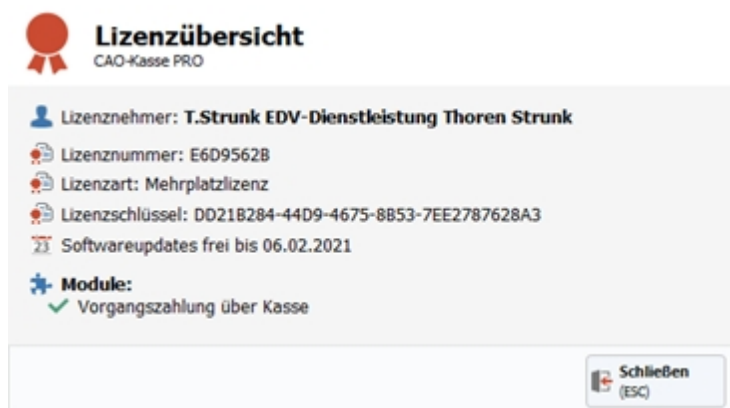 Lizenzübersicht
CAO-Kasse PRO
Lizenznehmer: T.Strunk EDV-Dienstleistung Thoren Strunk
Lizenznummer: E6D9562B
Lizenzart: Mehrplatzlizenz
Lizenzschlüssel: DD21B284-44D9-4675-8B53-7EE2787628A3
23 Softwareupdates frei bis 06.02.2021
Module:
Vorgangszahlung über Kasse
Schließen
(ESC)